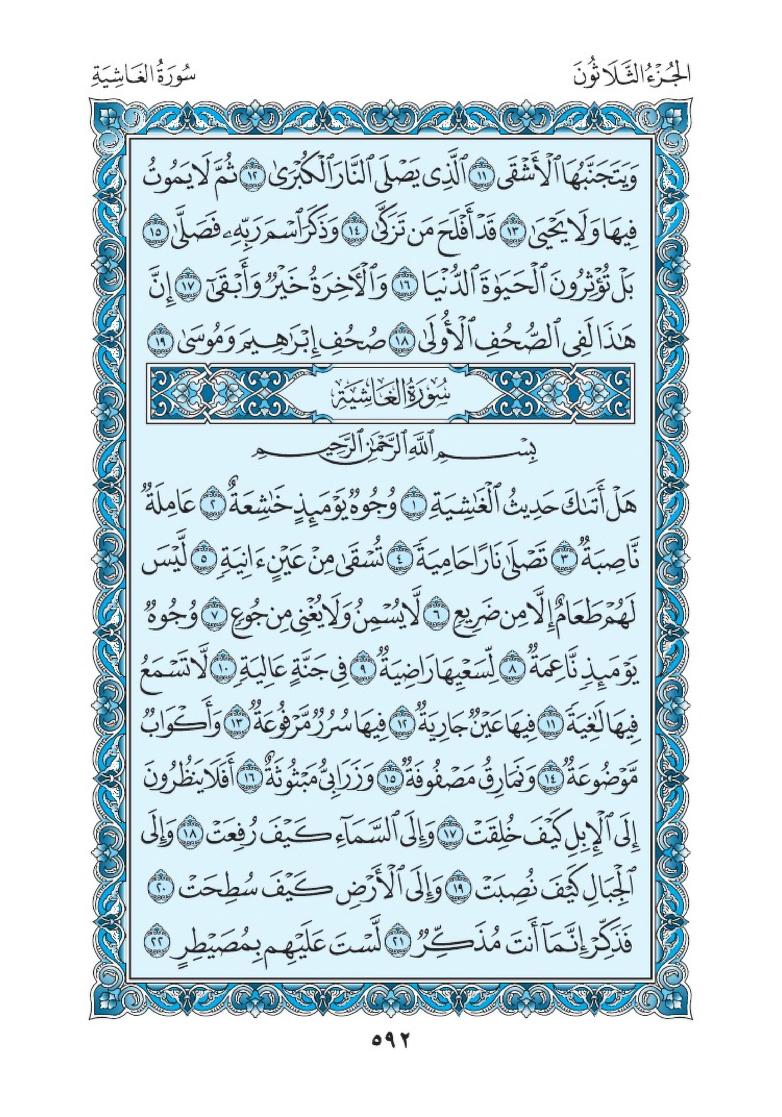 الجُزْءُ الثَّلَاثُونَ
سُورَةُ الغَاشِيَةِ
وَيَتَجَنَّبُهَا ٱلْأَشْقَى ١١ ٱلَّذِى يَصْلَى ٱلنَّارَ ٱلْكُبْرَىٰ ١٢ ثُمَّ لَا يَمُوتُ
فِيهَا وَلَا يَحْيَىٰ ١٣ قَدْ أَفْلَحَ مَن تَزَكَّىٰ ١٤ وَذَكَرَ ٱسْمَ رَبِّهِۦ فَصَلَّىٰ ١٥
بَلْ تُؤْثِرُونَ ٱلْحَيَوٰةَ ٱلدُّنْيَا ١٦ وَٱلْأٓخِرَةُ خَيْرٌ وَأَبْقَىٰٓ ١٧ إِنَّ
هَٰذَا لَفِى ٱلصُّحُفِ ٱلْأُولَىٰ ١٨ صُحُفِ إِبْرَٰهِيمَ وَمُوسَىٰ ١٩
سُورَةُ الغَاشِيَةِ
بِسْمِ ٱللَّهِ ٱلرَّحْمَٰنِ ٱلرَّحِيمِ
هَلْ أَتَىٰكَ حَدِيثُ ٱلْغَٰشِيَةِ ١ وُجُوهٌ يَوْمَئِذٍ خَٰشِعَةٌ ٢ عَامِلَةٌ
نَّاصِبَةٌ ٣ تَصْلَىٰ نَارًا حَامِيَةً ٤ تُسْقَىٰ مِنْ عَيْنٍ ءَانِيَةٍ ٥ لَّيْسَ
لَهُمْ طَعَامٌ إِلَّا مِن ضَرِيعٍ ٦ لَّا يُسْمِنُ وَلَا يُغْنِى مِن جُوعٍ ٧ وُجُوهٌ
يَوْمَئِذٍ نَّاعِمَةٌ ٨ لِّسَعْيِهَا رَاضِيَةٌ ٩ فِى جَنَّةٍ عَالِيَةٍ ١٠ لَّا تَسْمَعُ
فِيهَا لَٰغِيَةً ١١ فِيهَا عَيْنٌ جَارِيَةٌ ١٢ فِيهَا سُرُرٌ مَّرْفُوعَةٌ ١٣ وَأَكْوَابٌ
مَّوْضُوعَةٌ ١٤ وَنَمَارِقُ مَصْفُوفَةٌ ١٥ وَزَرَابِىُّ مَبْثُوثَةٌ ١٦ أَفَلَا يَنظُرُونَ
إِلَى ٱلْإِبِلِ كَيْفَ خُلِقَتْ ١٧ وَإِلَى ٱلسَّمَآءِ كَيْفَ رُفِعَتْ ١٨ وَإِلَى
ٱلْجِبَالِ كَيْفَ نُصِبَتْ ١٩ وَإِلَى ٱلْأَرْضِ كَيْفَ سُطِحَتْ ٢٠
فَذَكِّرْ إِنَّمَآ أَنتَ مُذَكِّرٌ ٢١ لَّسْتَ عَلَيْهِم بِمُصَيْطِرٍ ٢٢
٥٩٢